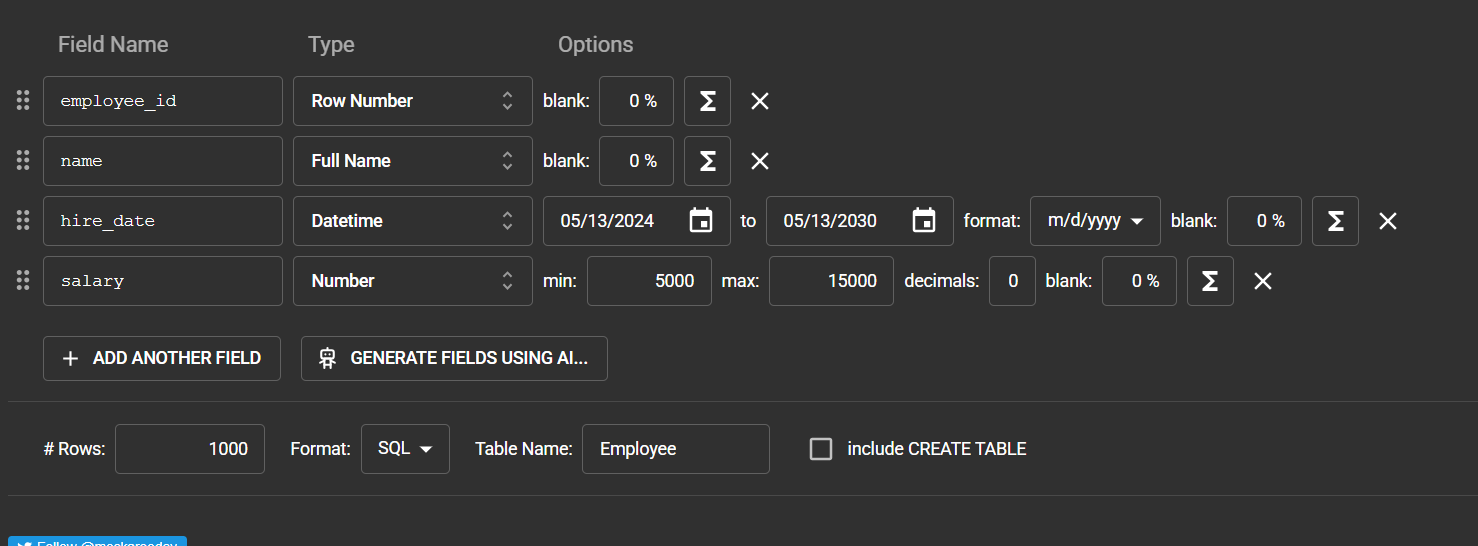 Field Name Type Options
employee_id Row Number blank: 0 % Σ
name Full Name blank: 0 % Σ
hire_date Datetime 05/13/2024 to 05/13/2030 format: m/d/yyyy blank: 0 % Σ
salary Number min: 5000 max: 15000 decimals: 0 blank: 0 % Σ
+ ADD ANOTHER FIELD GENERATE FIELDS USING AI...
# Rows: 1000 Format: SQL Table Name: Employee include CREATE TABLE
Follow @mockaroodev